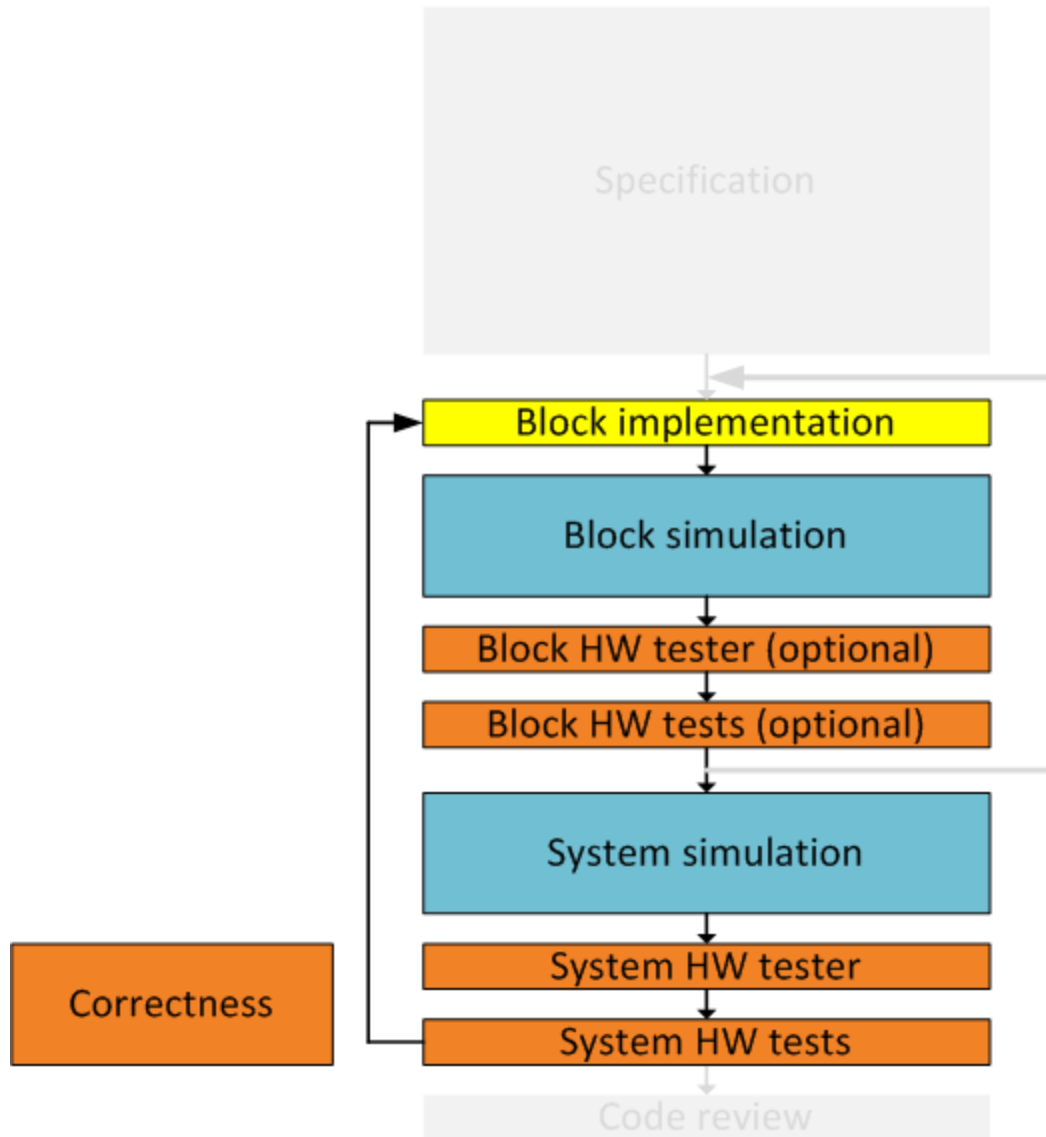 Specification
Block implementation
Block simulation
Block HW tester (optional)
Block HW tests (optional)
System simulation
System HW tester
Correctness
System HW tests
Code review